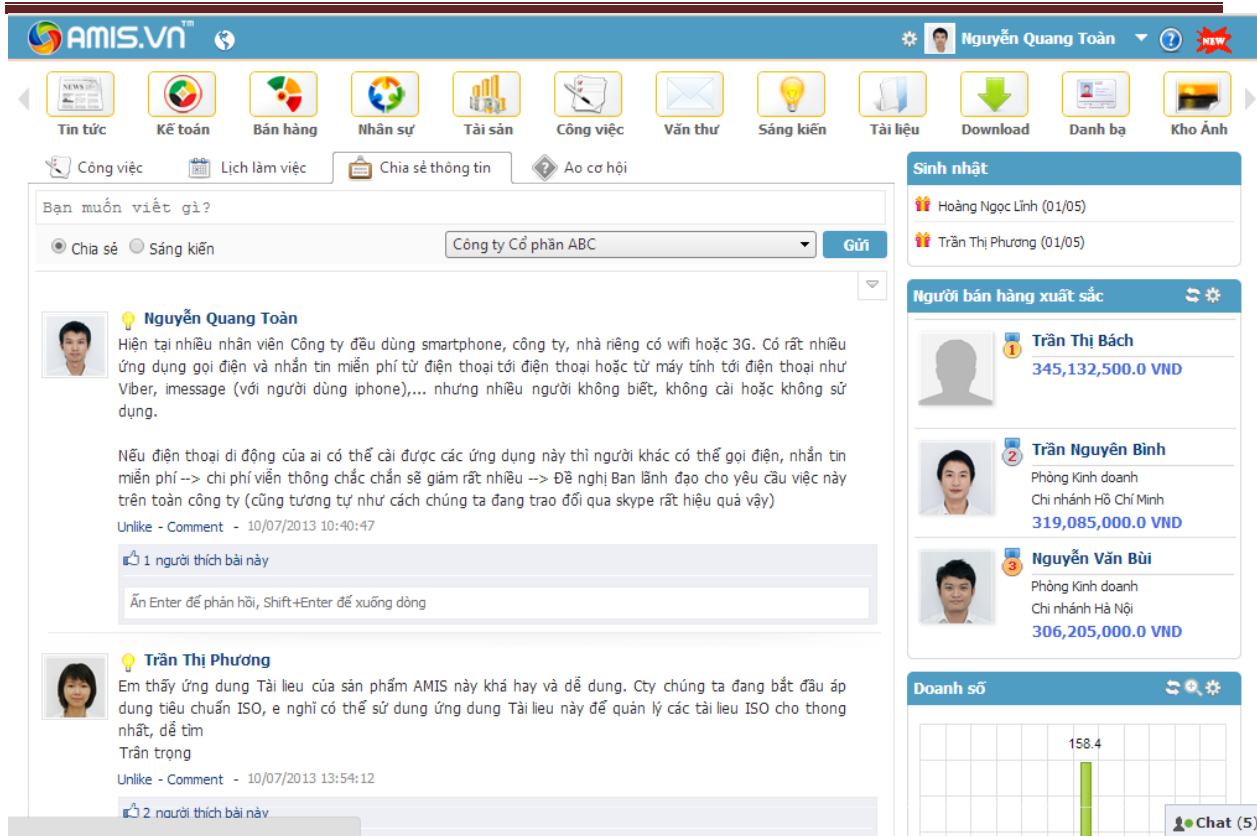 AMIS.VN™
Nguyễn Quang Toàn
NEW
NEWS
Tin tức Kế toán Bán hàng Nhân sự Tài sản Công việc Văn thư Sáng kiến Tài liệu Download Danh bạ Kho Ảnh
Công việc Lịch làm việc Chia sẻ thông tin Ao cơ hội
Bạn muốn viết gì?
Chia sẻ Sáng kiến Công ty Cổ phần ABC Gửi
Nguyễn Quang Toàn
Hiện tại nhiều nhân viên Công ty đều dùng smartphone, công ty, nhà riêng có wifi hoặc 3G. Có rất nhiều
ứng dụng gọi điện và nhắn tin miễn phí từ điện thoại tới điện thoại hoặc từ máy tính tới điện thoại như
Viber, imessage (với người dùng iphone),... nhưng nhiều người không biết, không cài hoặc không sử
dụng.
Nếu điện thoại di động của ai có thể cài được các ứng dụng này thì người khác có thể gọi điện, nhắn tin
miễn phí --> chi phí viễn thông chắc chắn sẽ giảm rất nhiều --> Đề nghị Ban lãnh đạo cho yêu cầu việc này
trên toàn công ty (cũng tương tự như cách chúng ta đang trao đổi qua skype rất hiệu quả vậy)
Unlike - Comment - 10/07/2013 10:40:47
1 người thích bài này
Ấn Enter để phản hồi, Shift+Enter để xuống dòng
Trần Thị Phương
Em thấy ứng dung Tài lieu của sản phẩm AMIS này khá hay và dễ dung. Cty chúng ta đang bắt đầu áp
dung tiêu chuẩn ISO, e nghĩ có thể sử dung ứng dung Tài lieu này để quản lý các tài lieu ISO cho thong
nhất, dễ tìm
Trân trọng
Unlike - Comment - 10/07/2013 13:54:12
2 người thích bài này
Sinh nhật
Hoàng Ngọc Lĩnh (01/05)
Trần Thị Phương (01/05)
Người bán hàng xuất sắc
1 Trần Thị Bách
345,132,500.0 VND
2 Trần Nguyên Bình
Phòng Kinh doanh
Chi nhánh Hồ Chí Minh
319,085,000.0 VND
3 Nguyễn Văn Bùi
Phòng Kinh doanh
Chi nhánh Hà Nội
306,205,000.0 VND
Doanh số
158.4
Chat (5)